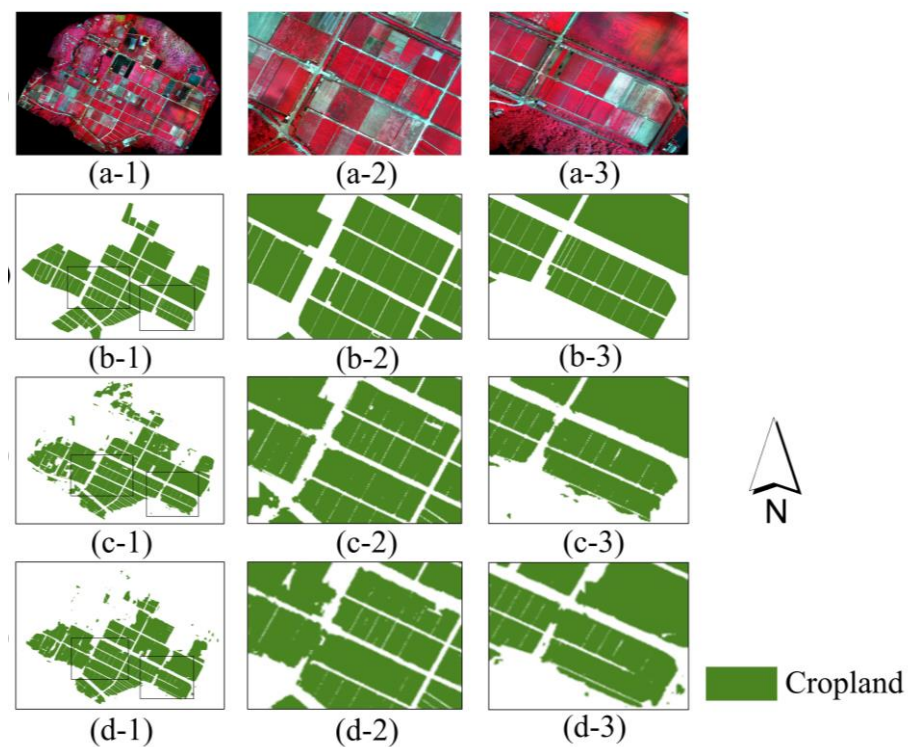 (a-1) (a-2) (a-3)
(b-1) (b-2) (b-3)
(c-1) (c-2) (c-3)
N
Cropland
(d-1) (d-2) (d-3)